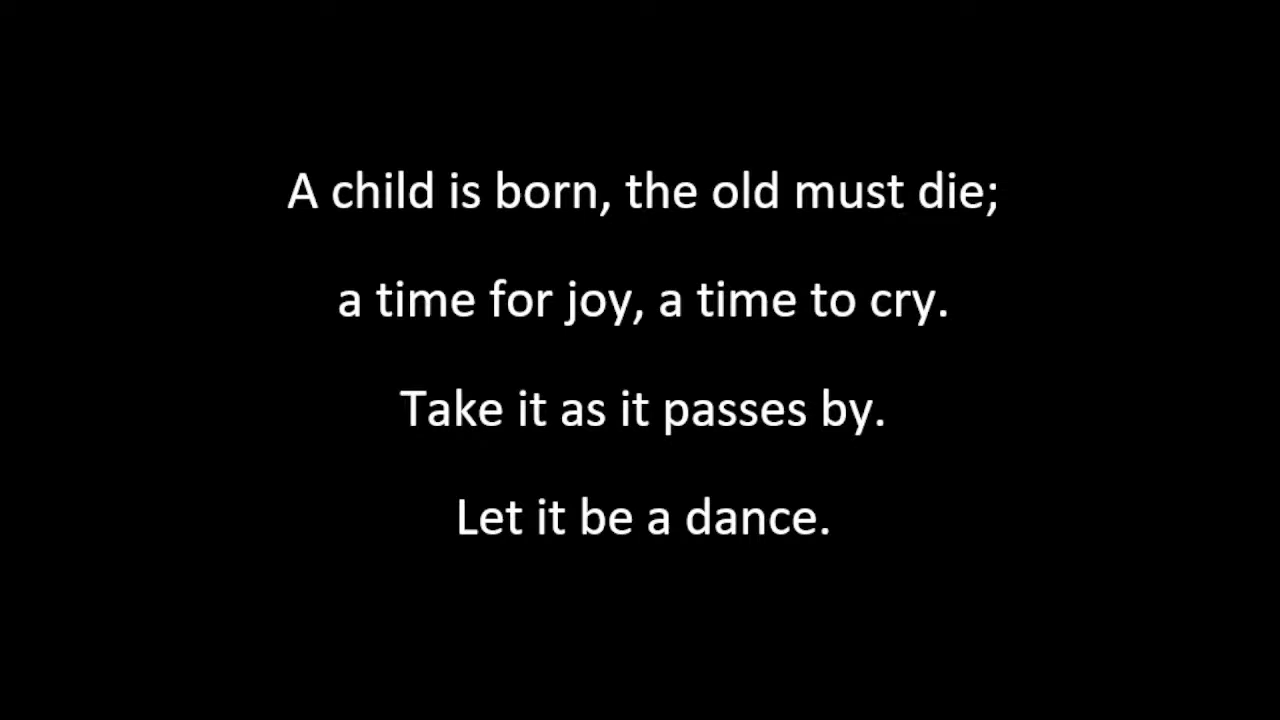 A child is born, the old must die;
a time for joy, a time to cry.
Take it as it passes by.
Let it be a dance.